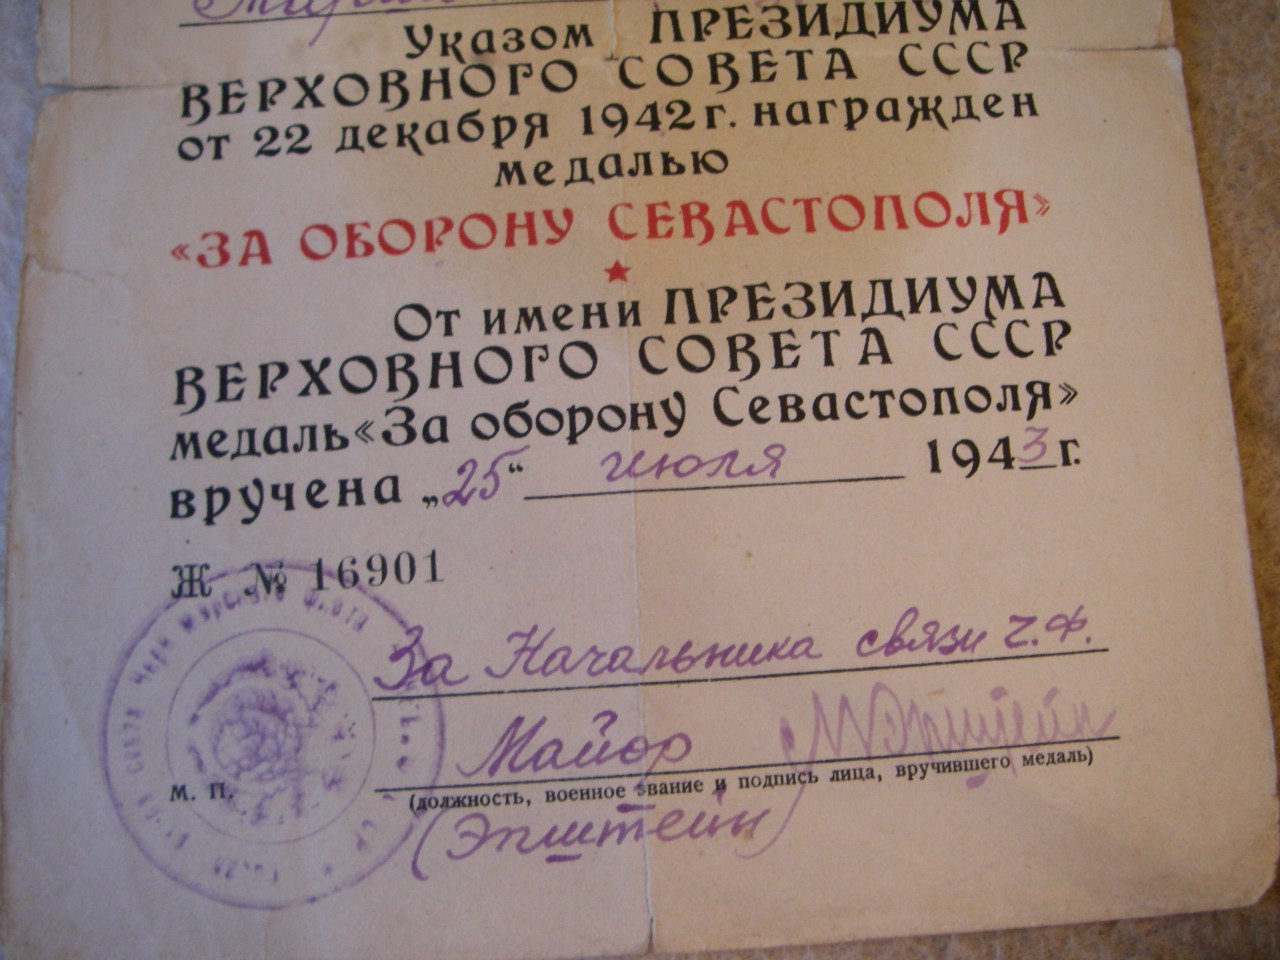 Указом ПРЕЗИДИУМА
ВЕРХОВНОГО СОВЕТА СССР
от 22 декабря 1942 г. награжден
медалью
«ЗА ОБОРОНУ СЕВАСТОПОЛЯ»
От имени ПРЕЗИДИУМА
ВЕРХОВНОГО СОВЕТА СССР
медаль «За оборону Севастополя»
вручена „25“ июля 1943 г.
Ж № 16901
За Начальника связи Ч.Ф.
Майор МЭпштейн
м. п.
(должность, военное звание и подпись лица, вручившего медаль)
(Эпштейн)